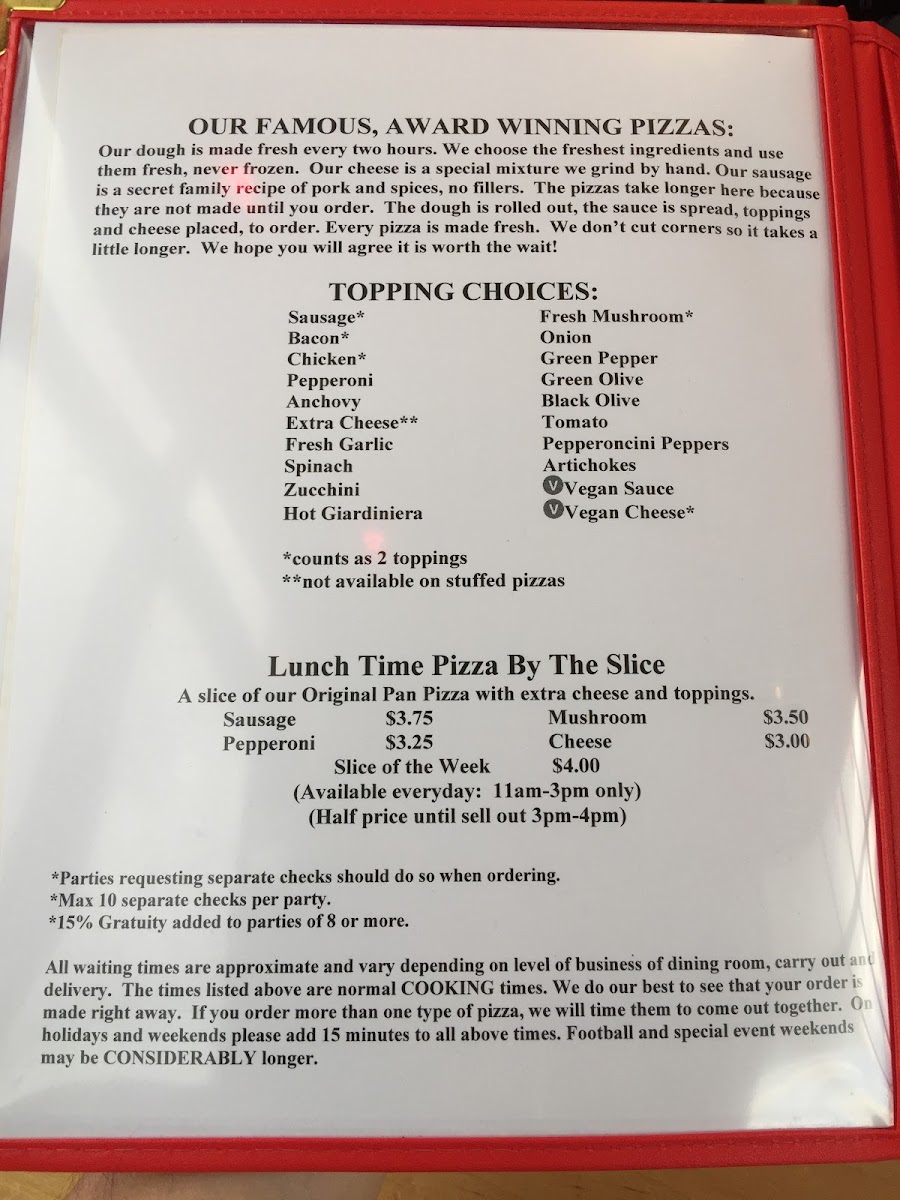 OUR FAMOUS, AWARD WINNING PIZZAS:
Our dough is made fresh every two hours. We choose the freshest ingredients and use
them fresh, never frozen. Our cheese is a special mixture we grind by hand. Our sausage
is a secret family recipe of pork and spices, no fillers. The pizzas take longer here because
they are not made until you order. The dough is rolled out, the sauce is spread, toppings
and cheese placed, to order. Every pizza is made fresh. We don't cut corners so it takes a
little longer. We hope you will agree it is worth the wait!
TOPPING CHOICES:
Sausage* Fresh Mushroom*
Bacon* Onion
Chicken* Green Pepper
Pepperoni Green Olive
Anchovy Black Olive
Extra Cheese** Tomato
Fresh Garlic Pepperoncini Peppers
Spinach Artichokes
Zucchini V Vegan Sauce
Hot Giardiniera V Vegan Cheese*
*counts as 2 toppings
**not available on stuffed pizzas
Lunch Time Pizza By The Slice
A slice of our Original Pan Pizza with extra cheese and toppings.
Sausage $3.75 Mushroom $3.50
Pepperoni $3.25 Cheese $3.00
Slice of the Week $4.00
(Available everyday: 11am-3pm only)
(Half price until sell out 3pm-4pm)
*Parties requesting separate checks should do so when ordering.
*Max 10 separate checks per party.
*15% Gratuity added to parties of 8 or more.
All waiting times are approximate and vary depending on level of business of dining room, carry out and
delivery. The times listed above are normal COOKING times. We do our best to see that your order is
made right away. If you order more than one type of pizza, we will time them to come out together. On
holidays and weekends please add 15 minutes to all above times. Football and special event weekends
may be CONSIDERABLY longer.